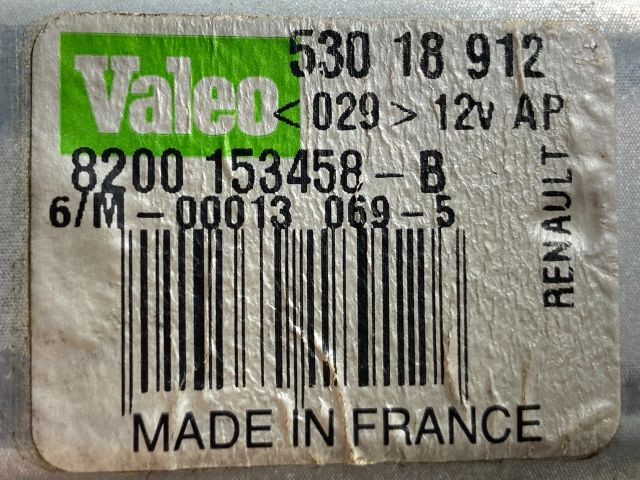 Valeo 530 18 912
<029> 12v AP
8200 153458-B
6/M-00013 069-5
RENAULT
MADE IN FRANCE